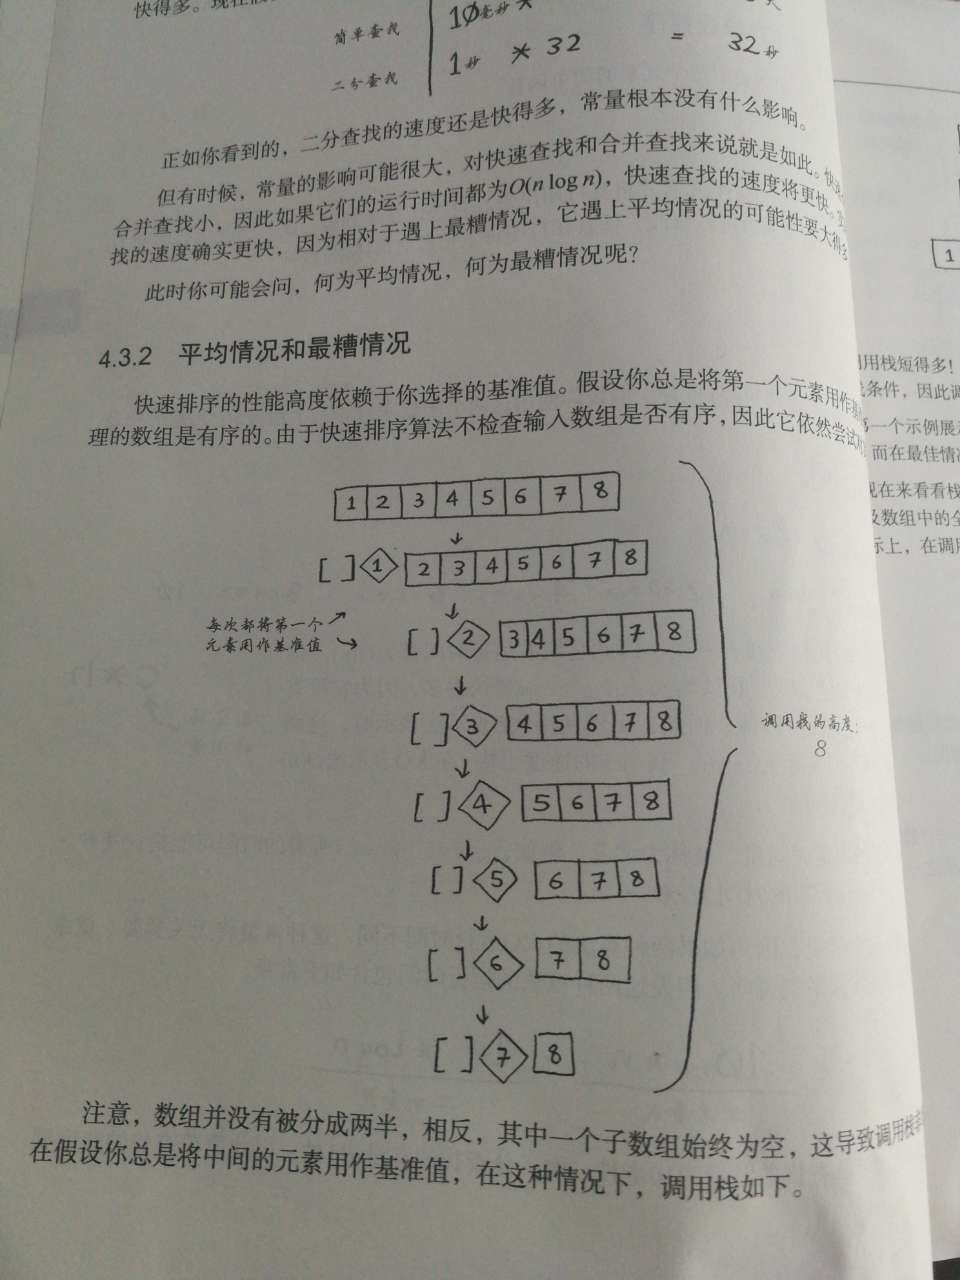 快得多。现在假
简单查找 10毫秒 *
二分查找 1秒 * 32 = 32秒
正如你看到的，二分查找的速度还是快得多，常量根本没有什么影响。
但有时候，常量的影响可能很大，对快速查找和合并查找来说就是如此。快速
合并查找小，因此如果它们的运行时间都为O(n log n)，快速查找的速度将更快。
找的速度确实更快，因为相对于遇上最糟情况，它遇上平均情况的可能性要大得多
此时你可能会问，何为平均情况，何为最糟情况呢？
4.3.2 平均情况和最糟情况
快速排序的性能高度依赖于你选择的基准值。假设你总是将第一个元素用作
理的数组是有序的。由于快速排序算法不检查输入数组是否有序，因此它依然尝试
1 2 3 4 5 6 7 8
[ ] 1 2 3 4 5 6 7 8
每次都将第一个
元素用作基准值
[ ] 2 3 4 5 6 7 8
[ ] 3 4 5 6 7 8
调用栈的高度：
8
[ ] 4 5 6 7 8
[ ] 5 6 7 8
[ ] 6 7 8
[ ] 7 8
注意，数组并没有被分成两半，相反，其中一个子数组始终为空，这导致调用栈
在假设你总是将中间的元素用作基准值，在这种情况下，调用栈如下。
1
用栈短得多！
条件，因此调
一个示例展
而在最佳情
现在来看看栈
及数组中的全
际上，在调用